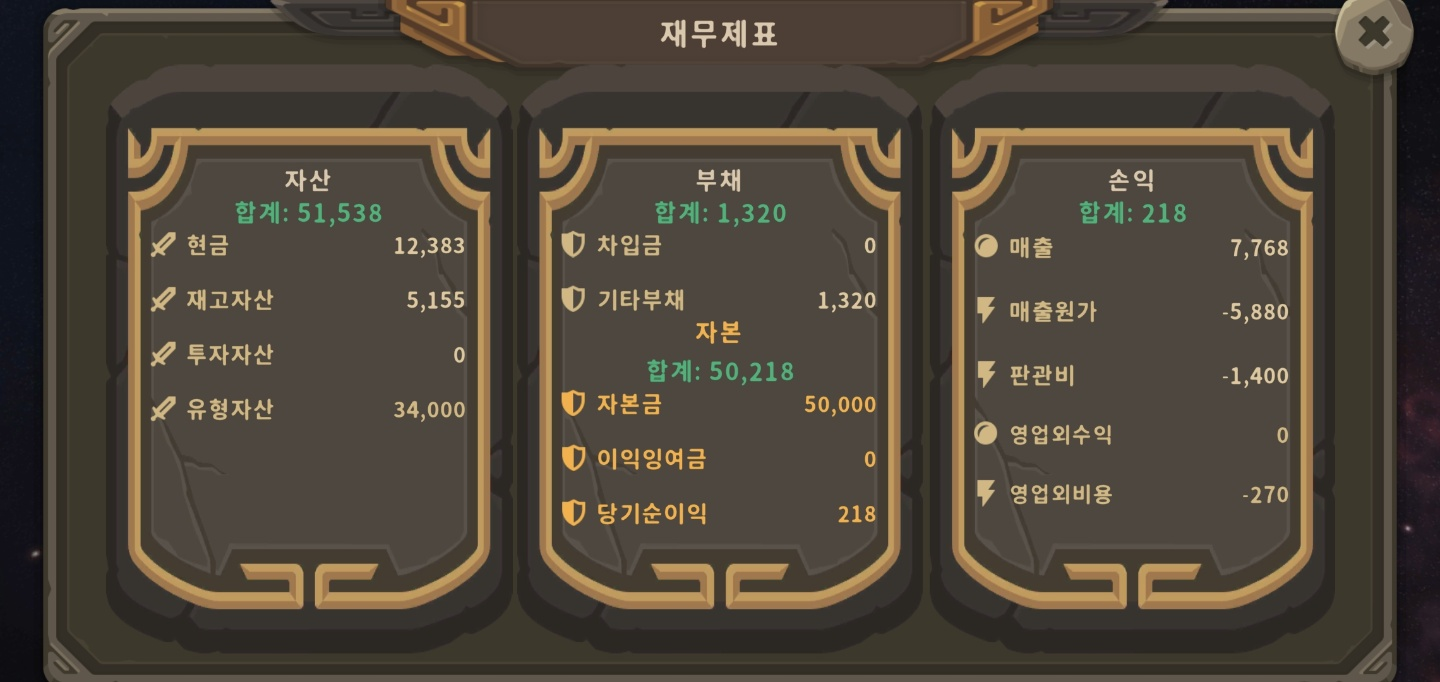 재무제표
자산
합계: 51,538
현금 12,383
재고자산 5,155
투자자산 0
유형자산 34,000
부채
합계: 1,320
차입금 0
기타부채 1,320
자본
합계: 50,218
자본금 50,000
이익잉여금 0
당기순이익 218
손익
합계: 218
매출 7,768
매출원가 -5,880
판관비 -1,400
영업외수익 0
영업외비용 -270